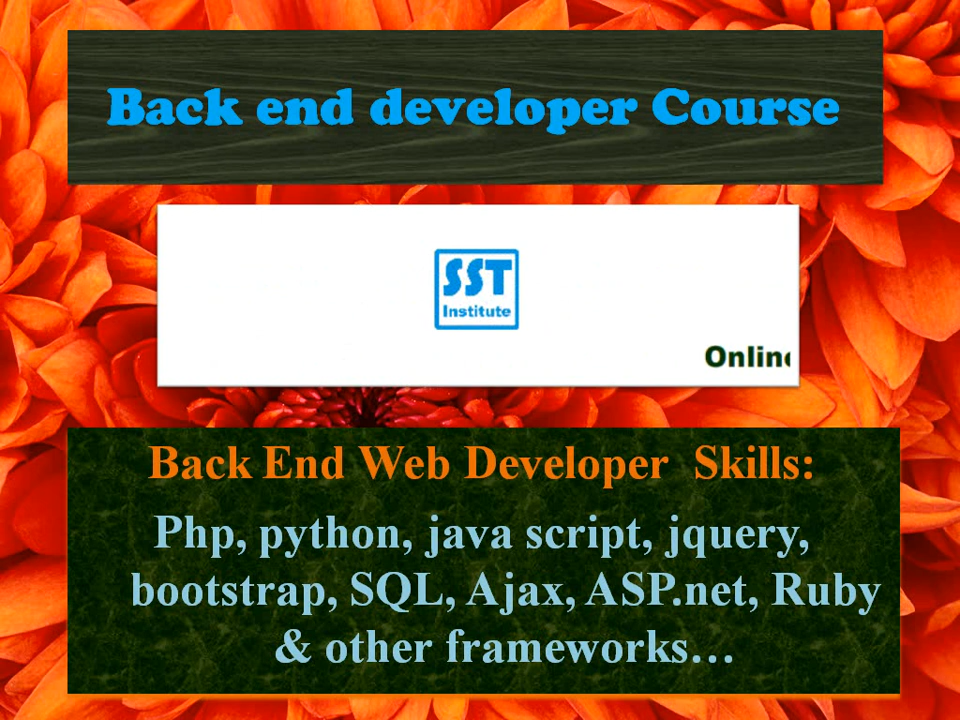 Back end developer Course
SST
Institute
Online
Back End Web Developer Skills:
Php, python, java script, jquery,
bootstrap, SQL, Ajax, ASP.net, Ruby
& other frameworks…